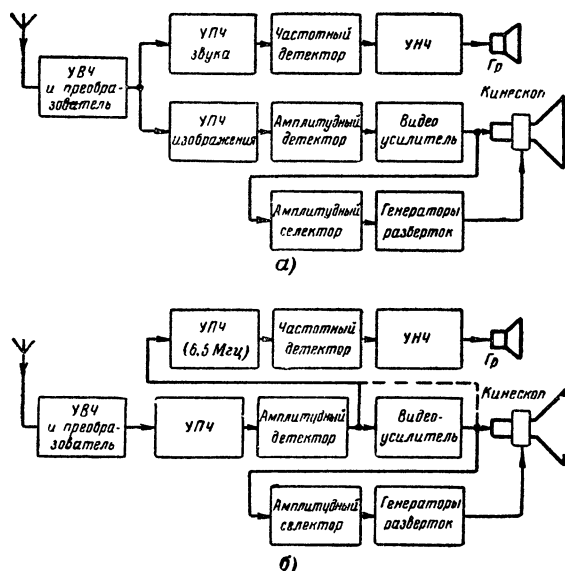 УПЧ
звука
Частотный
детектор
УНЧ
Гр
УВЧ
и преобра-
зователь
Кинескоп
УПЧ
изображения
Амплитудный
детектор
Видео
усилитель
Амплитудный
селектор
Генераторы
разверток
а)
УПЧ
(6,5 Мгц)
Частотный
детектор
УНЧ
Гр
Кинескоп
УВЧ
и преобра-
зователь
УПЧ
Амплитудный
детектор
Видео-
усилитель
Амплитудный
селектор
Генераторы
разверток
б)